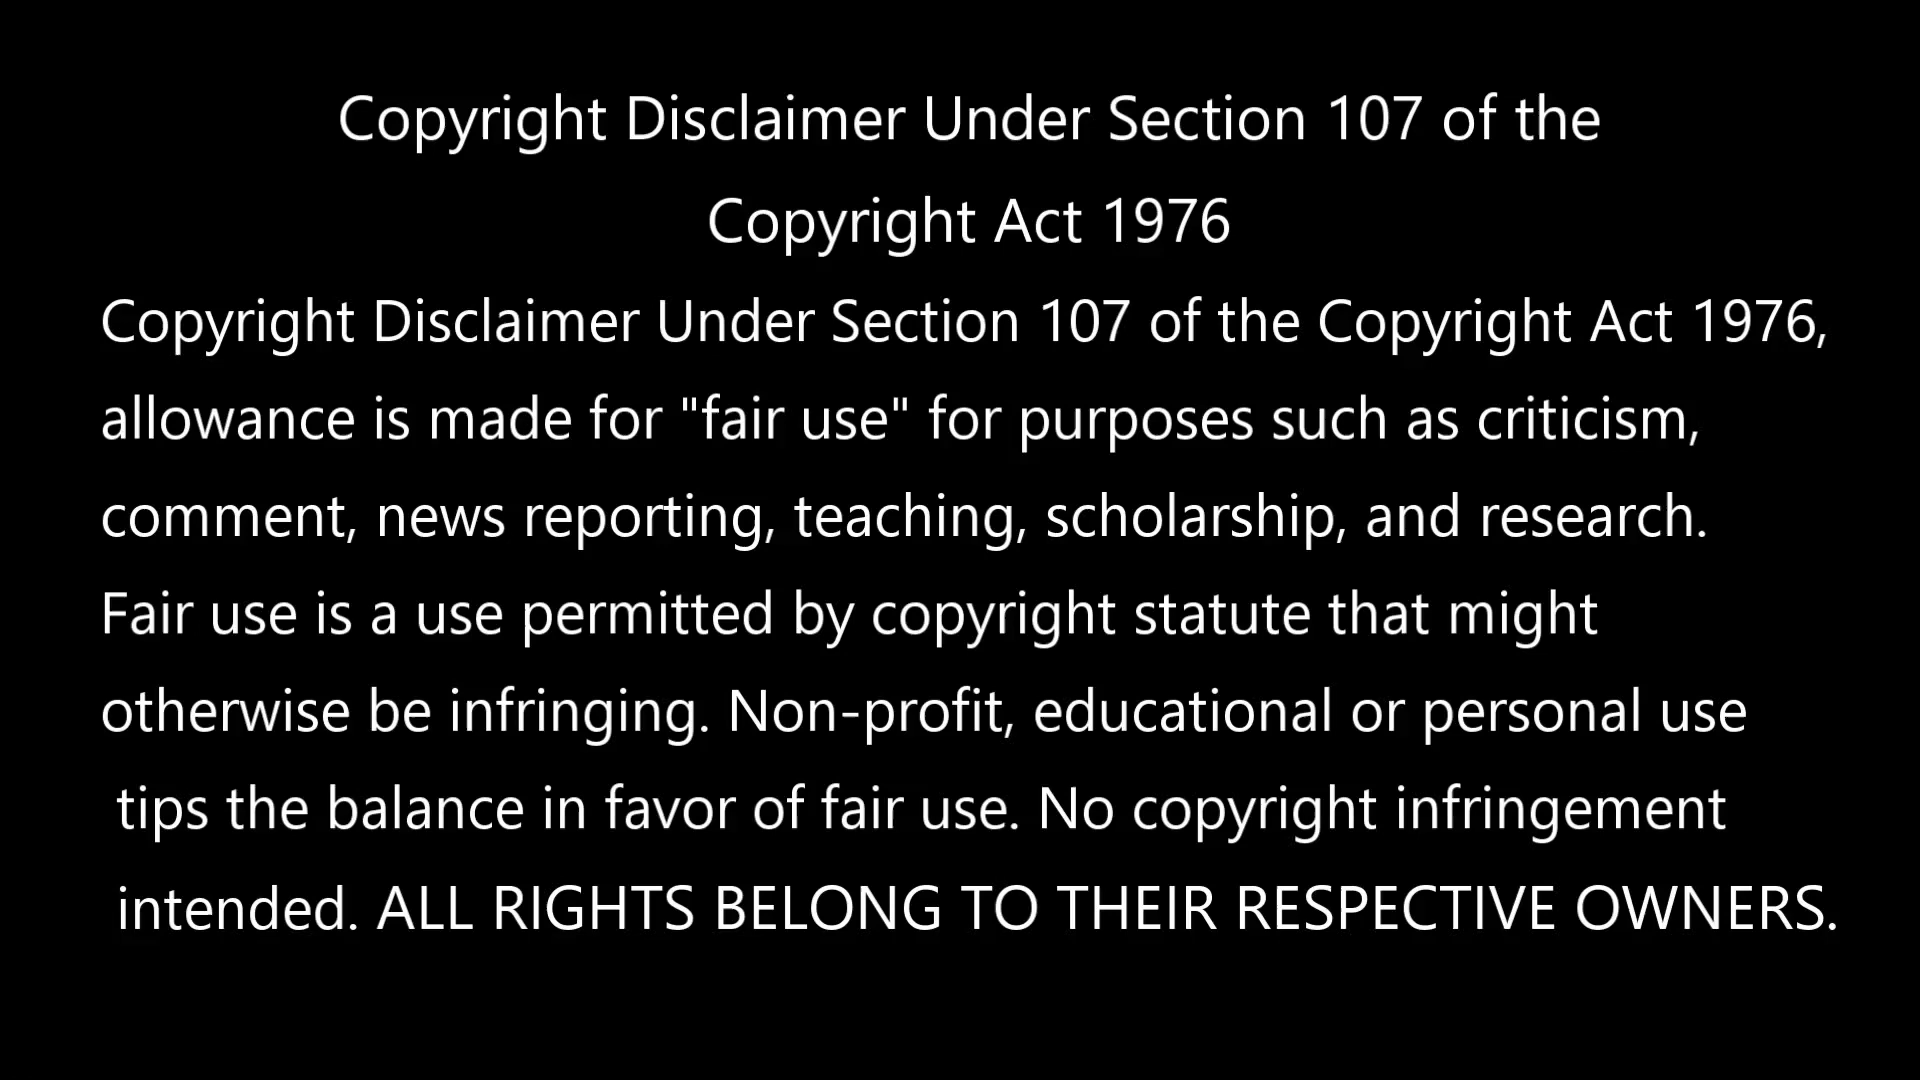 Copyright Disclaimer Under Section 107 of the
Copyright Act 1976
Copyright Disclaimer Under Section 107 of the Copyright Act 1976,
allowance is made for "fair use" for purposes such as criticism,
comment, news reporting, teaching, scholarship, and research.
Fair use is a use permitted by copyright statute that might
otherwise be infringing. Non-profit, educational or personal use
tips the balance in favor of fair use. No copyright infringement
intended. ALL RIGHTS BELONG TO THEIR RESPECTIVE OWNERS.